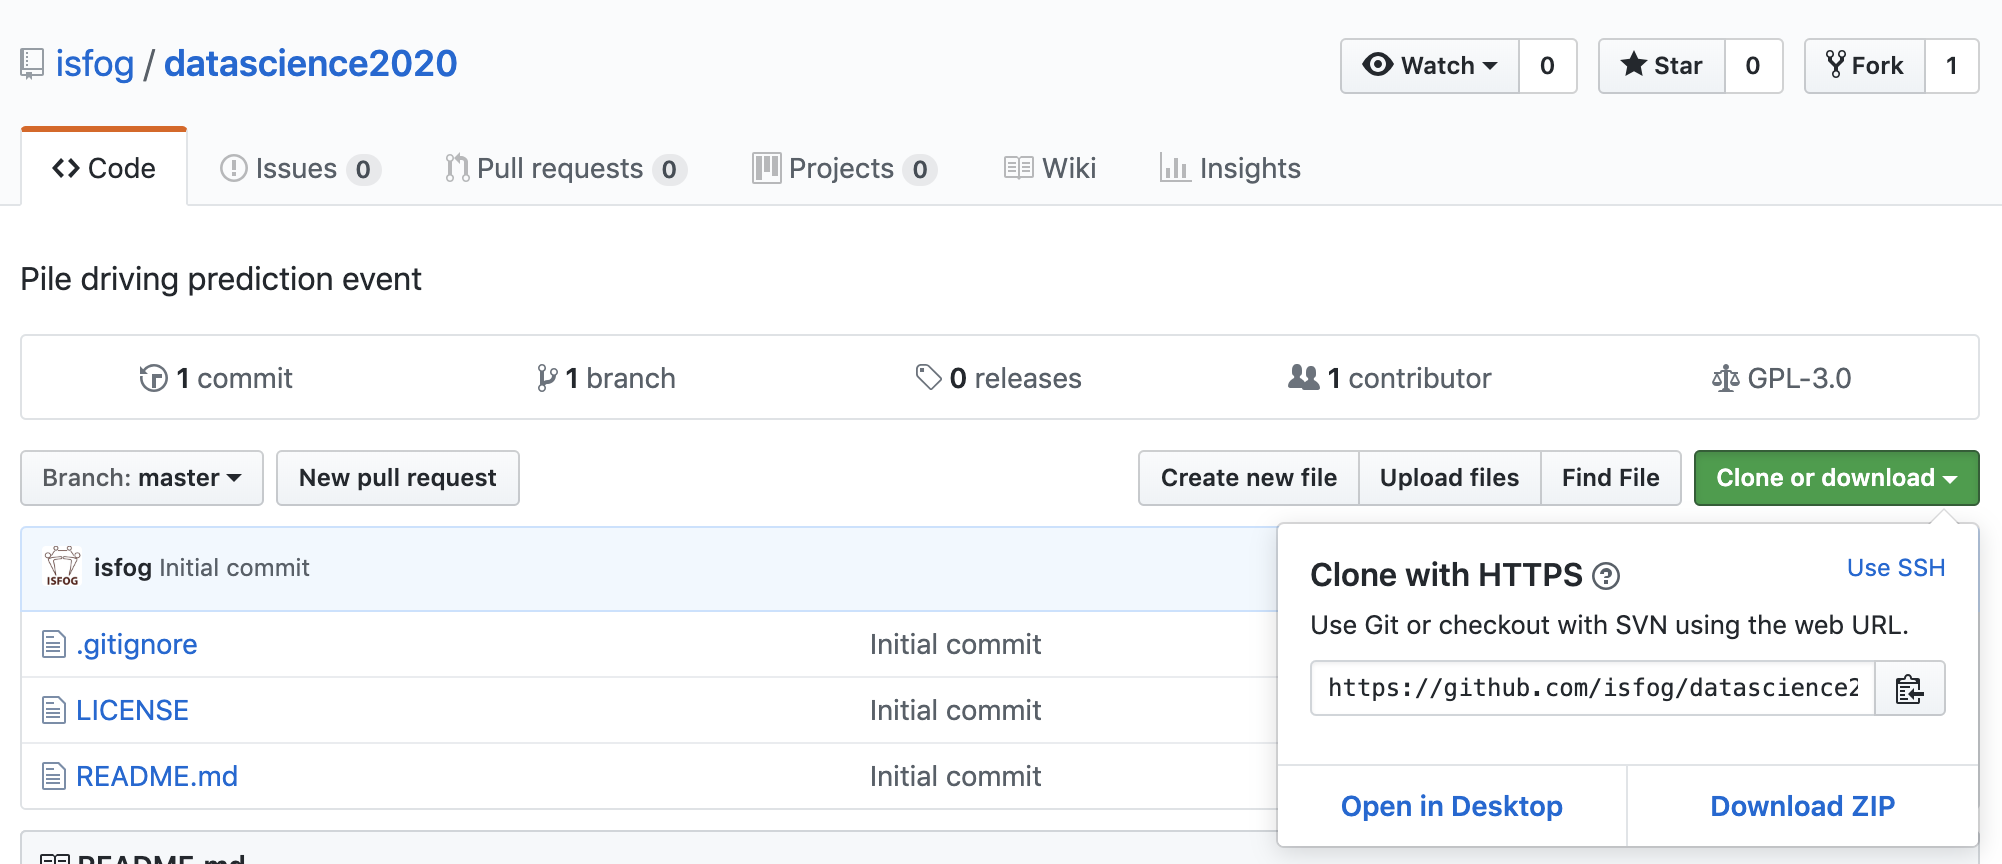 isfog / datascience2020
Watch 0
Star 0
Fork 1
Code
Issues 0
Pull requests 0
Projects 0
Wiki
Insights
Pile driving prediction event
1 commit
1 branch
0 releases
1 contributor
GPL-3.0
Branch: master
New pull request
Create new file
Upload files
Find File
Clone or download
ISFOG
isfog Initial commit
.gitignore Initial commit
LICENSE Initial commit
README.md Initial commit
Clone with HTTPS ?
Use SSH
Use Git or checkout with SVN using the web URL.
https://github.com/isfog/datascience2
Open in Desktop
Download ZIP
README.md